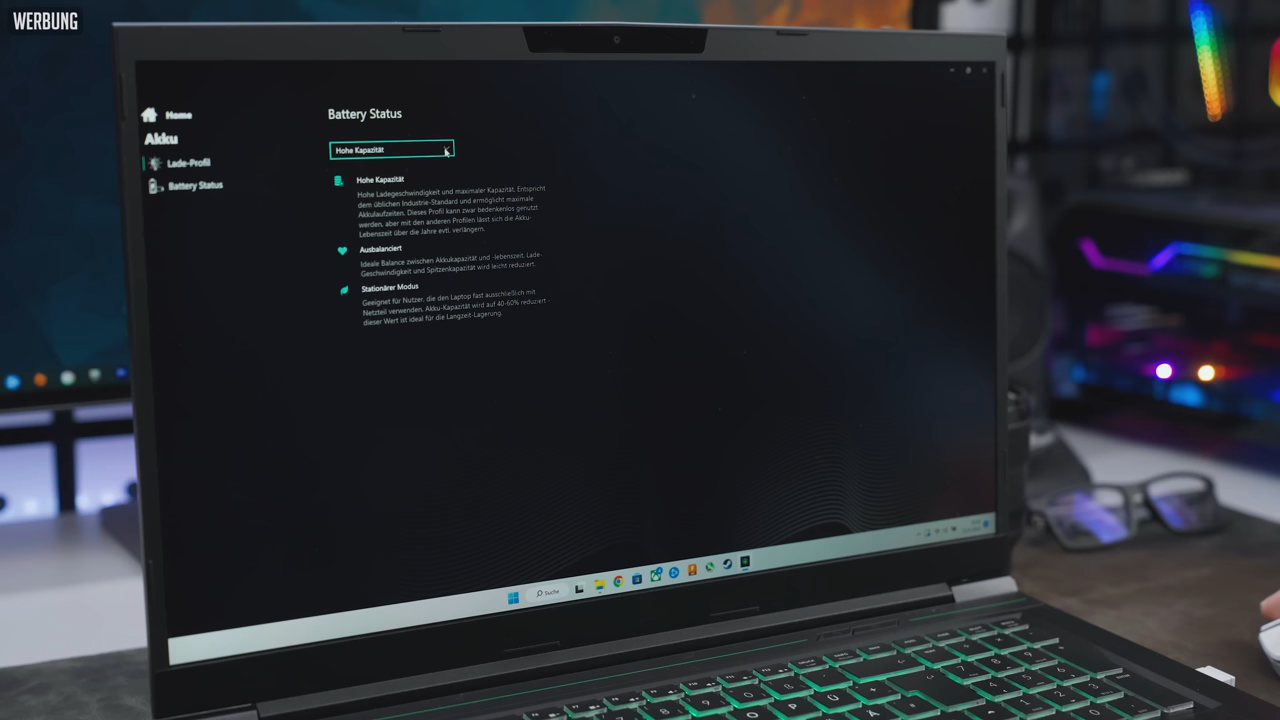 WERBUNG
Home
Akku
Lade-Profil
Battery Status
Battery Status
Hohe Kapazität
Hohe Kapazität
Hohe Ladegeschwindigkeit und maximaler Kapazität. Entspricht
dem üblichen Industrie-Standard und ermöglicht maximale
Akkulaufzeiten. Dieses Profil kann zwar bedenkenlos genutzt
werden, aber mit den anderen Profilen lässt sich die Akku-
Lebenszeit über die Jahre evtl. verlängern.
Ausbalanciert
Ideale Balance zwischen Akkukapazität und -lebenszeit. Lade-
Geschwindigkeit und Spitzenkapazität wird leicht reduziert.
Stationärer Modus
Geeignet für Nutzer, die den Laptop fast ausschließlich mit
Netzteil verwenden. Akku-Kapazität wird auf 40-60% reduziert -
dieser Wert ist ideal für die Langzeit-Lagerung.
Suche